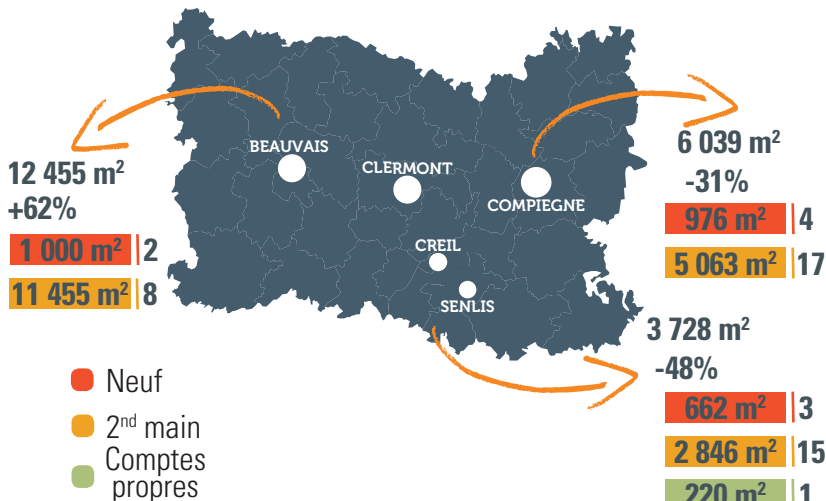 BEAUVAIS
CLERMONT
COMPIEGNE
CREIL
SENLIS
12 455 m²
+62%
1 000 m² 2
11 455 m² 8
6 039 m²
-31%
976 m² 4
5 063 m² 17
3 728 m²
-48%
662 m² 3
2 846 m² 15
220 m² 1
Neuf
2nd main
Comptes
propres